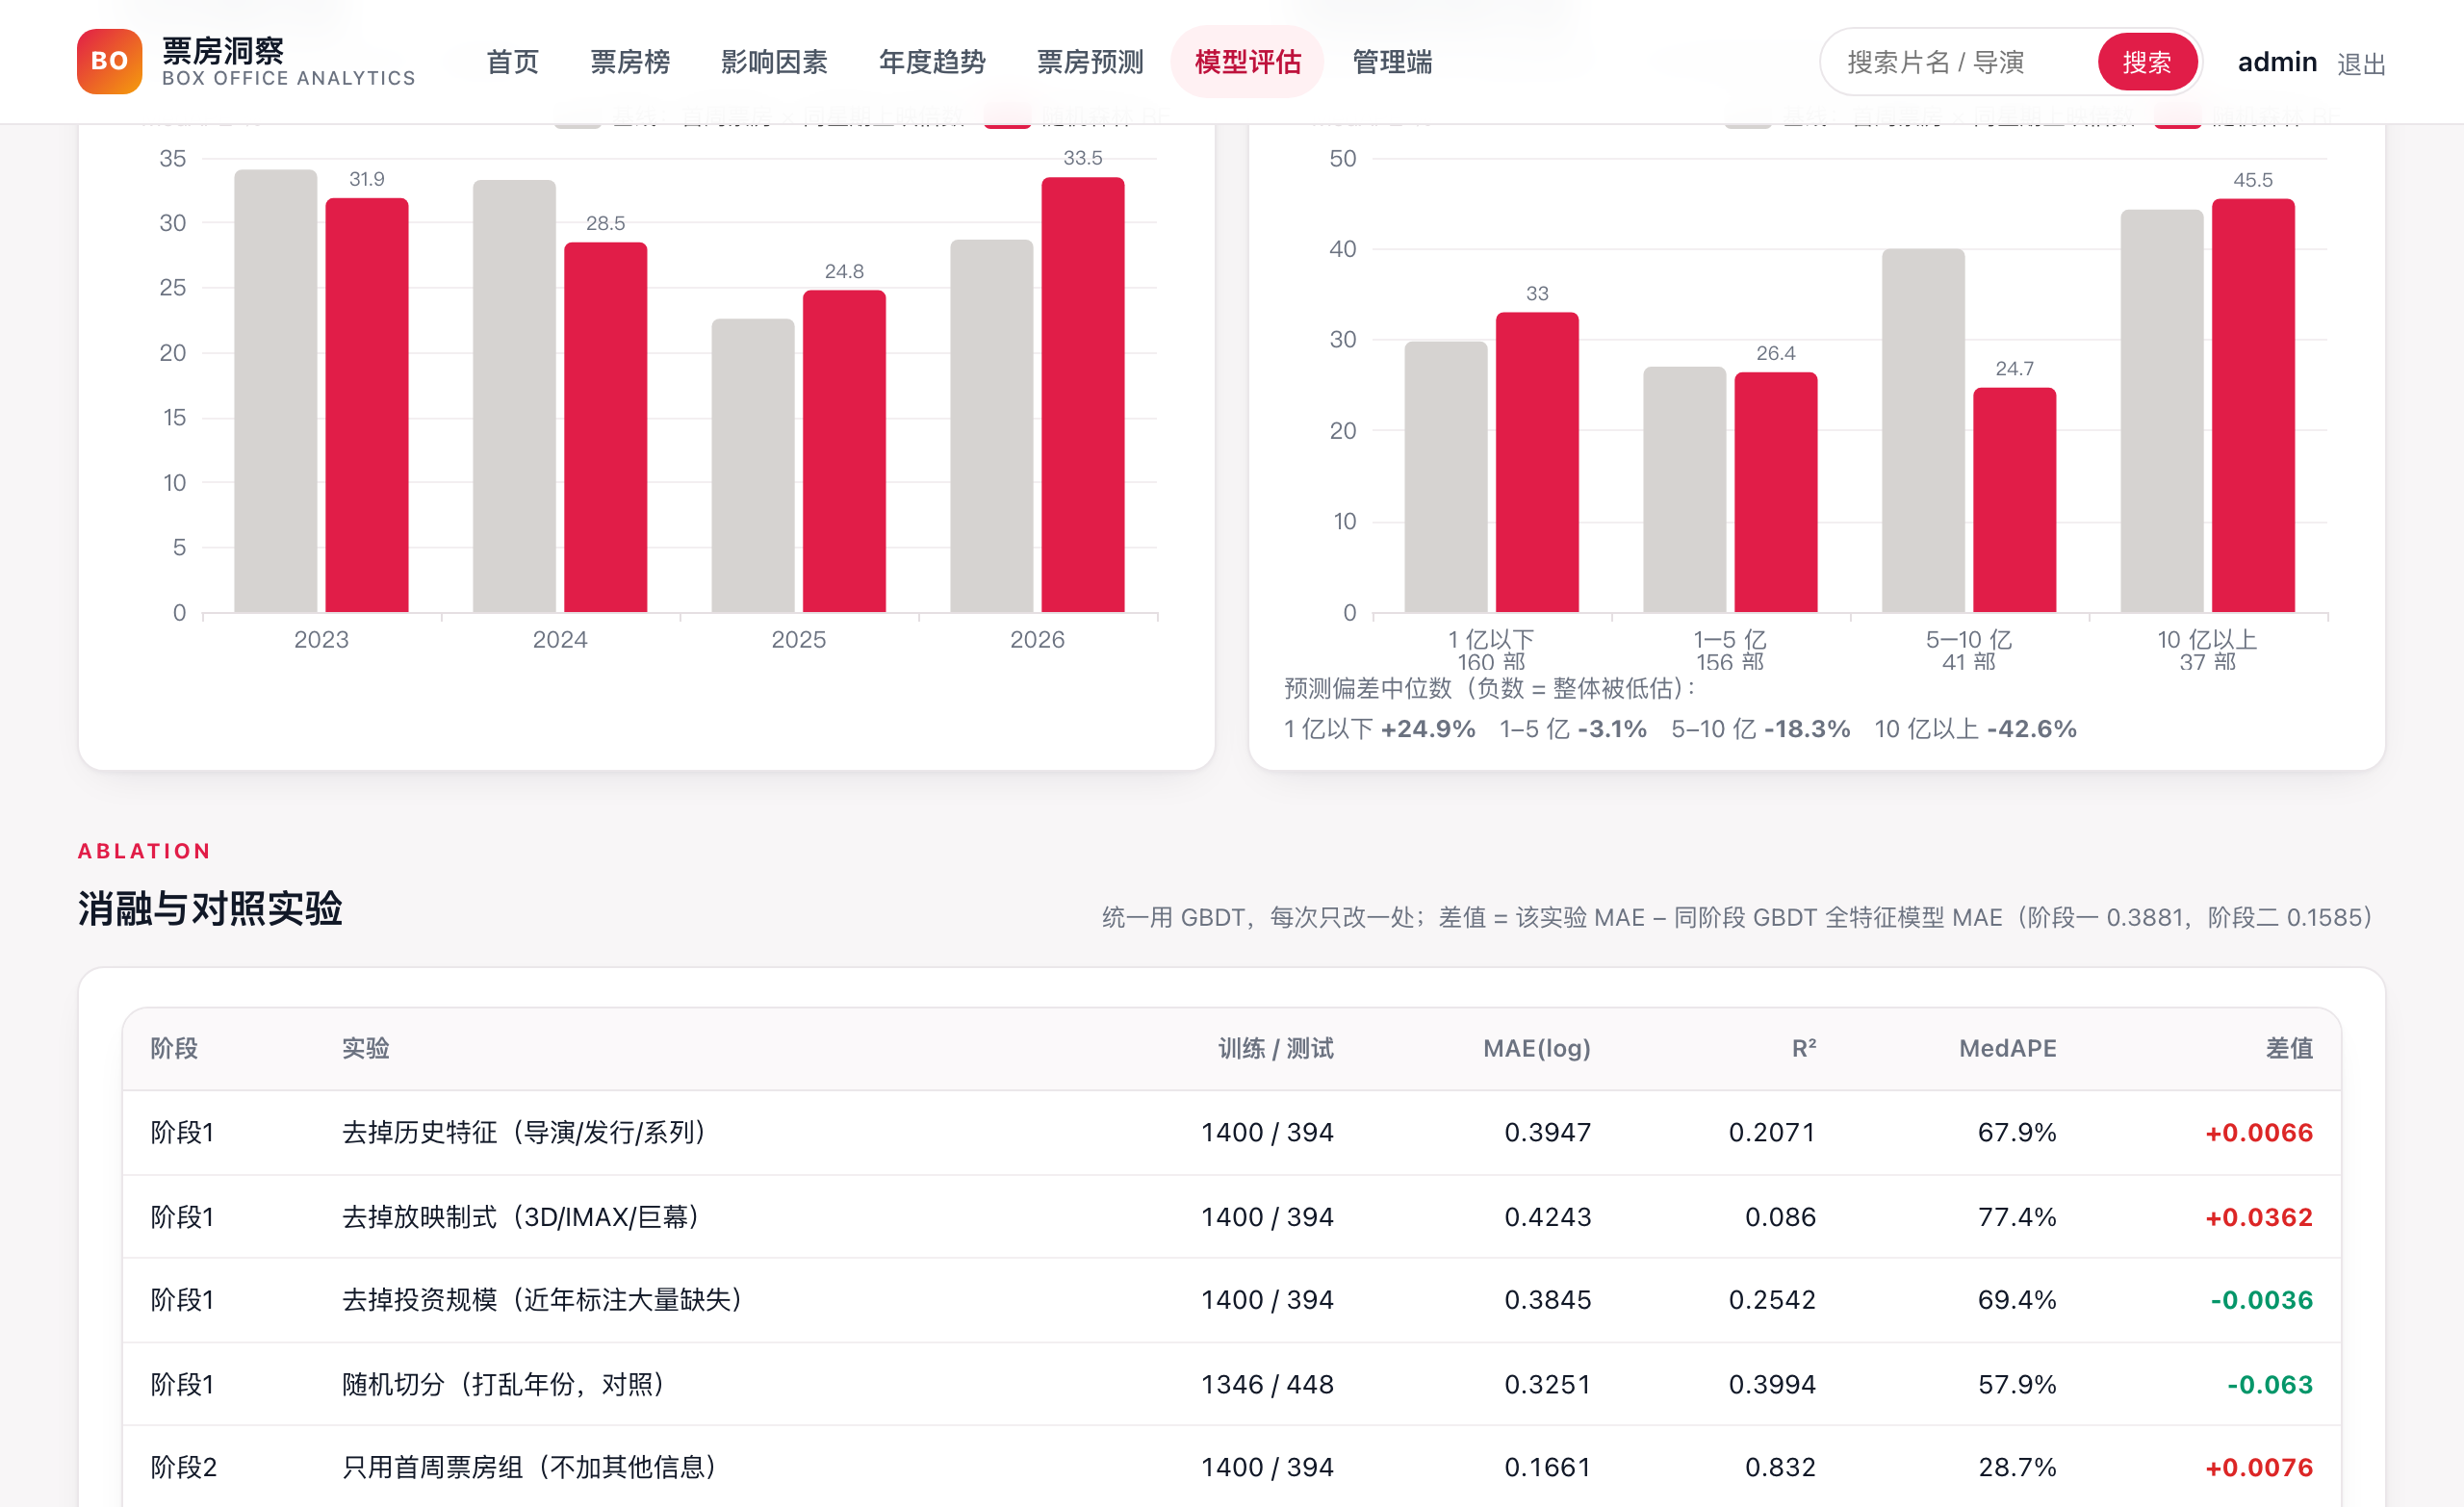 BO
票房洞察
BOX OFFICE ANALYTICS
首页 票房榜 影响因素 年度趋势 票房预测 模型评估 管理端
搜索片名 / 导演
搜索
admin 退出
35
30
25
20
15
10
5
0
31.9
28.5
24.8
33.5
2023 2024 2025 2026
50
40
30
20
10
0
33
26.4
24.7
45.5
1 亿以下 1—5 亿 5—10 亿 10 亿以上
160 部 156 部 41 部 37 部
预测偏差中位数（负数 = 整体被低估）：
1 亿以下 +24.9% 1–5 亿 -3.1% 5–10 亿 -18.3% 10 亿以上 -42.6%
ABLATION
消融与对照实验
统一用 GBDT，每次只改一处；差值 = 该实验 MAE − 同阶段 GBDT 全特征模型 MAE（阶段一 0.3881，阶段二 0.1585）
阶段 实验 训练 / 测试 MAE(log) R² MedAPE 差值
阶段1 去掉历史特征（导演/发行/系列） 1400 / 394 0.3947 0.2071 67.9% +0.0066
阶段1 去掉放映制式（3D/IMAX/巨幕） 1400 / 394 0.4243 0.086 77.4% +0.0362
阶段1 去掉投资规模（近年标注大量缺失） 1400 / 394 0.3845 0.2542 69.4% -0.0036
阶段1 随机切分（打乱年份，对照） 1346 / 448 0.3251 0.3994 57.9% -0.063
阶段2 只用首周票房组（不加其他信息） 1400 / 394 0.1661 0.832 28.7% +0.0076